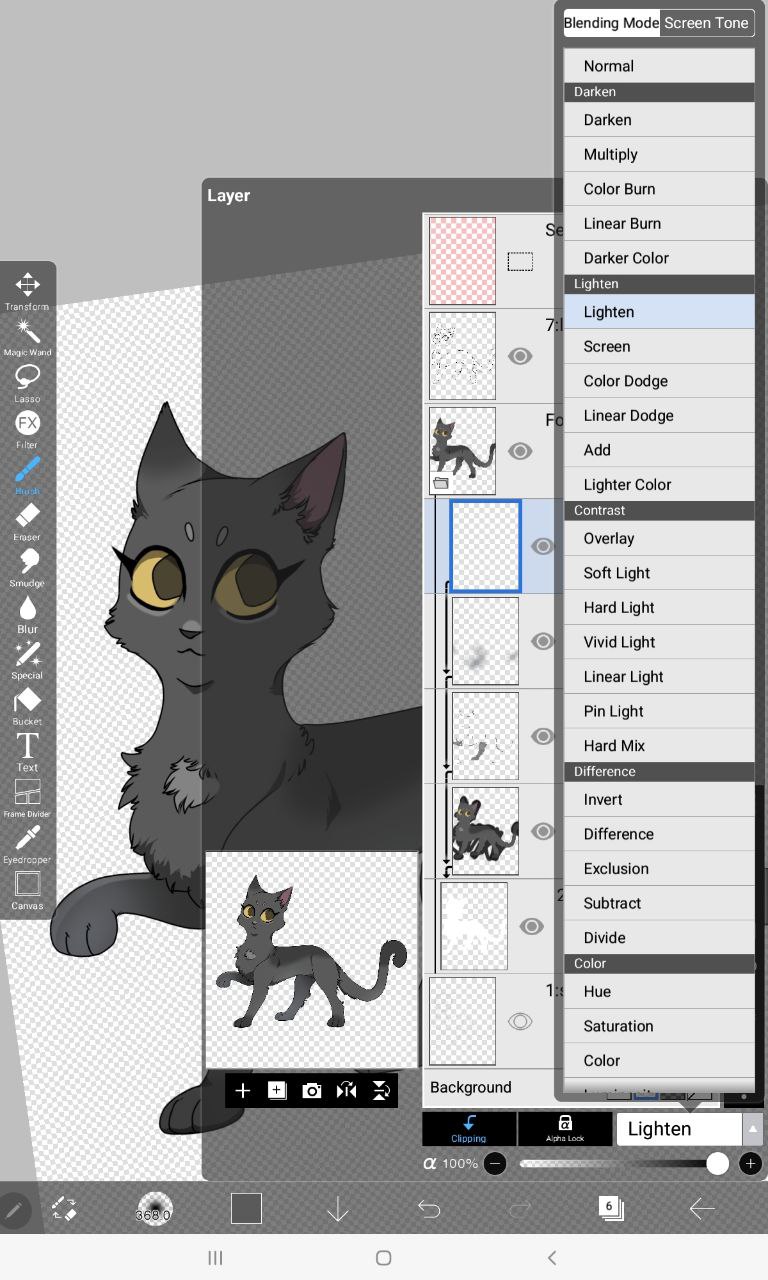 Blending Mode Screen Tone
Normal
Darken
Darken
Multiply
Color Burn
Linear Burn
Darker Color
Lighten
Lighten
Screen
Color Dodge
Linear Dodge
Add
Lighter Color
Contrast
Overlay
Soft Light
Hard Light
Vivid Light
Linear Light
Pin Light
Hard Mix
Difference
Invert
Difference
Exclusion
Subtract
Divide
Color
Hue
Saturation
Color
Layer
Se
7:l
Fo
2
1:s
Background
Clipping
α
Alpha Lock
Lighten
α 100%
Transform
Magic Wand
Lasso
FX
Filter
Brush
Eraser
Smudge
Blur
Special
Bucket
T
Text
Frame Divider
Eyedropper
Canvas
368.0
6